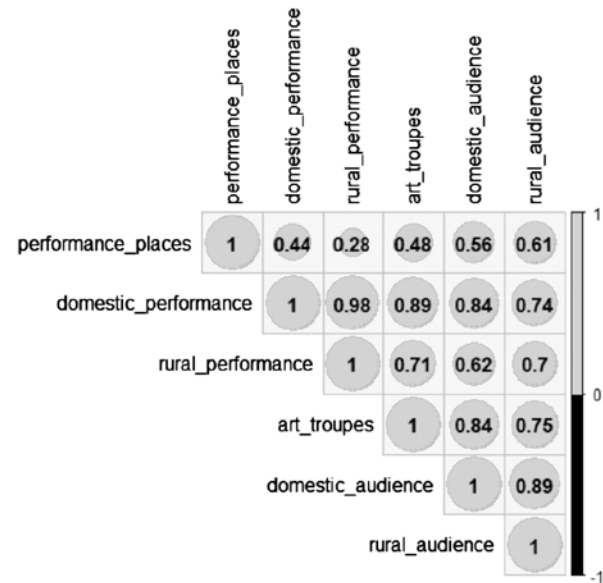 performance_places
domestic_performance
rural_performance
art_troupes
domestic_audience
rural_audience
1
performance_places 1 0.44 0.28 0.48 0.56 0.61
domestic_performance 1 0.98 0.89 0.84 0.74
rural_performance 1 0.71 0.62 0.7
0
art_troupes 1 0.84 0.75
domestic_audience 1 0.89
rural_audience 1
-1